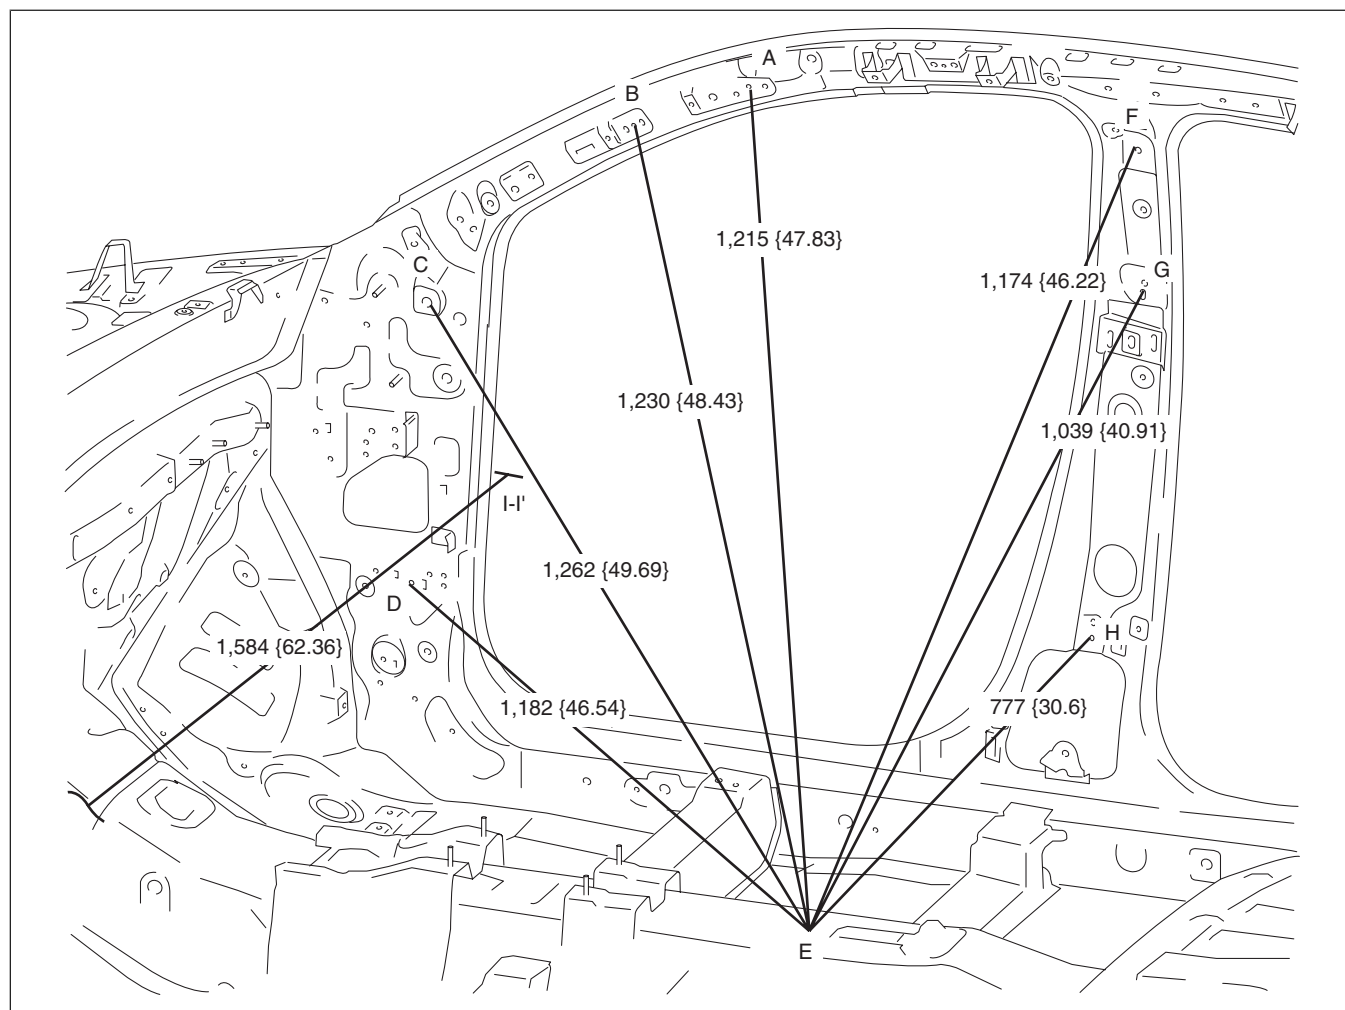 A
B
F
1,215 {47.83}
C
G
1,174 {46.22}
1,230 {48.43}
1,039 {40.91}
I-I'
1,262 {49.69}
D
H
1,584 {62.36}
1,182 {46.54}
777 {30.6}
E